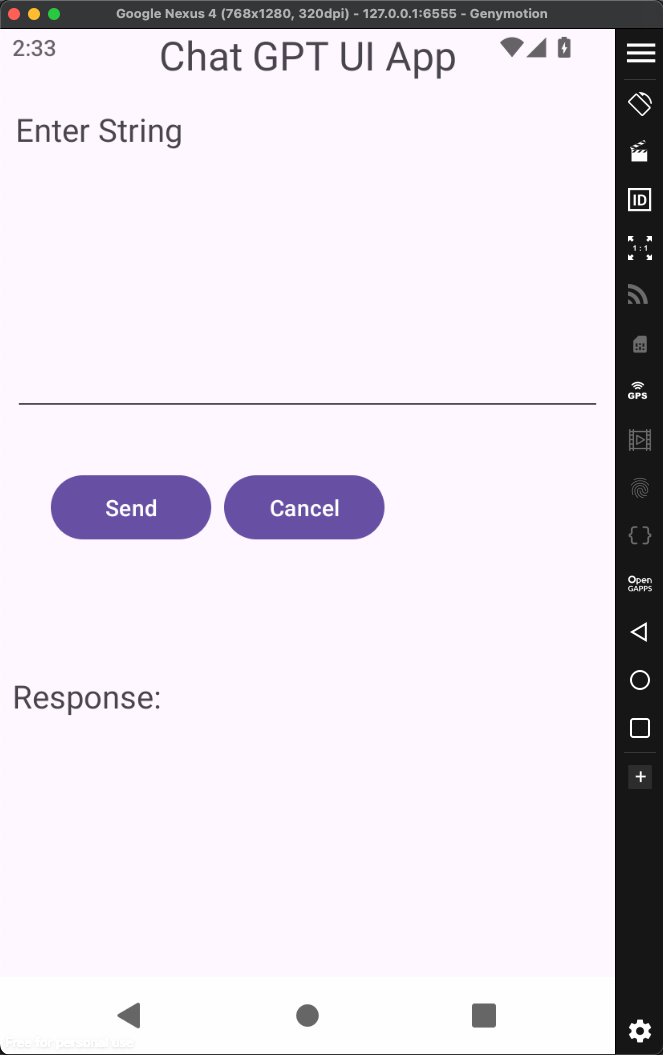 Google Nexus 4 (768x1280, 320dpi) - 127.0.0.1:6555 - Genymotion
2:33
Chat GPT UI App
Enter String
ID
1 : 1
GPS
Send
Cancel
Open
GAPPS
Response:
Free for personal use